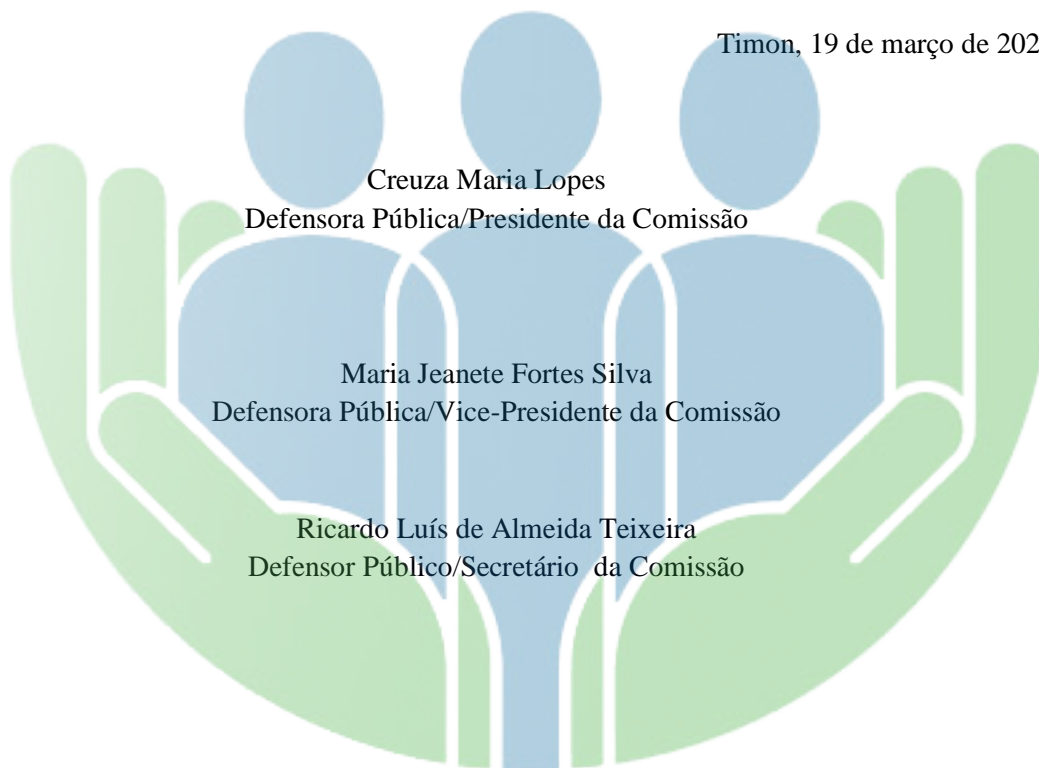 Timon, 19 de março de 202
Creuza Maria Lopes
Defensora Pública/Presidente da Comissão
Maria Jeanete Fortes Silva
Defensora Pública/Vice-Presidente da Comissão
Ricardo Luís de Almeida Teixeira
Defensor Público/Secretário da Comissão